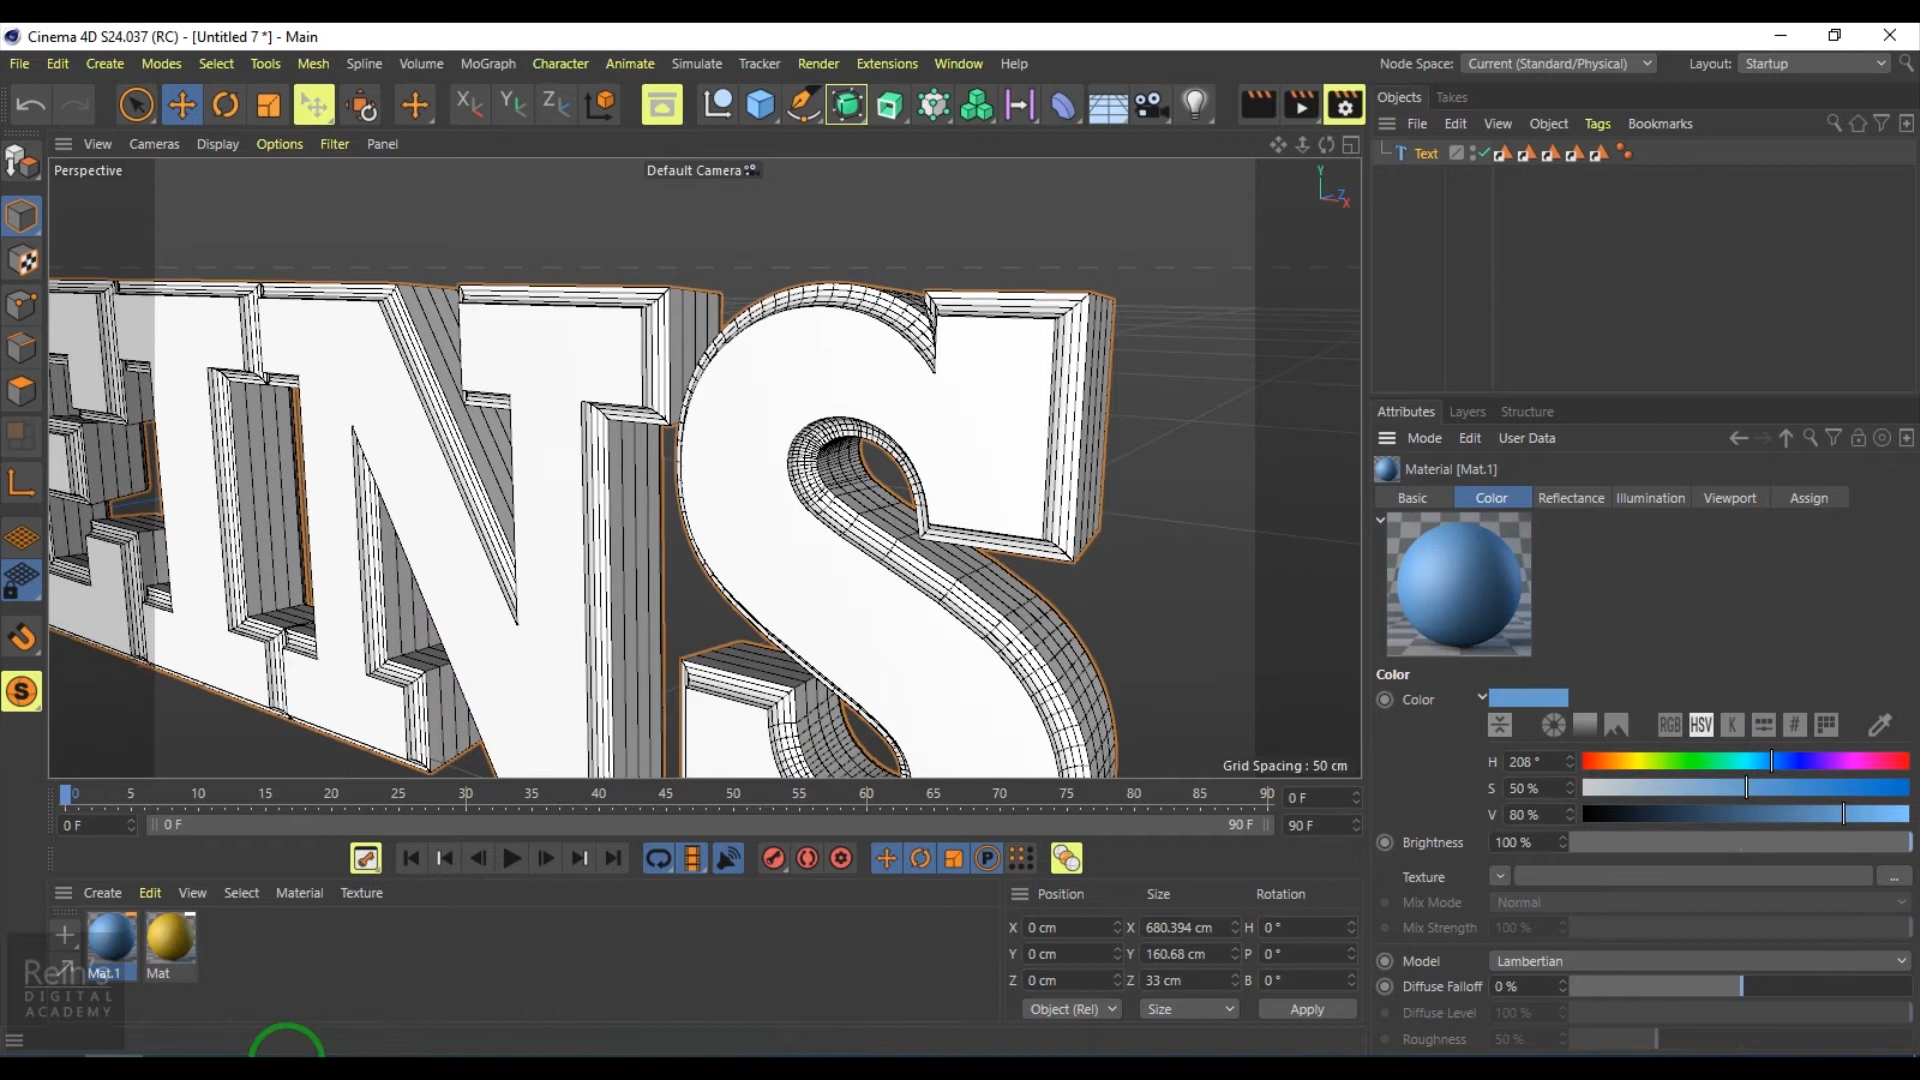 Cinema 4D S24.037 (RC) - [Untitled 7 *] - Main
File Edit Create Modes Select Tools Mesh Spline Volume MoGraph Character Animate Simulate Tracker Render Extensions Window Help Node Space: Current (Standard/Physical) Layout: Startup
Objects Takes
File Edit View Object Tags Bookmarks
View Cameras Display Options Filter Panel
Text
Perspective Default Camera
Y Z X
INS
Attributes Layers Structure
Mode Edit User Data
Material [Mat.1]
Basic Color Reflectance Illumination Viewport Assign
Color
Color
RGB HSV K #
H 208 °
S 50 %
V 80 %
Brightness 100 %
Texture ...
Mix Mode Normal
Mix Strength 100 %
Model Lambertian
Diffuse Falloff 0 %
Diffuse Level 100 %
Roughness 50 %
Grid Spacing : 50 cm
0 5 10 15 20 25 30 35 40 45 50 55 60 65 70 75 80 85 90 0 F
0 F 0 F 90 F 90 F
Create Edit View Select Material Texture
Mat.1 Mat
Rein's
DIGITAL
ACADEMY
Position Size Rotation
X 0 cm X 680.394 cm H 0 °
Y 0 cm Y 160.68 cm P 0 °
Z 0 cm Z 33 cm B 0 °
Object (Rel) Size Apply